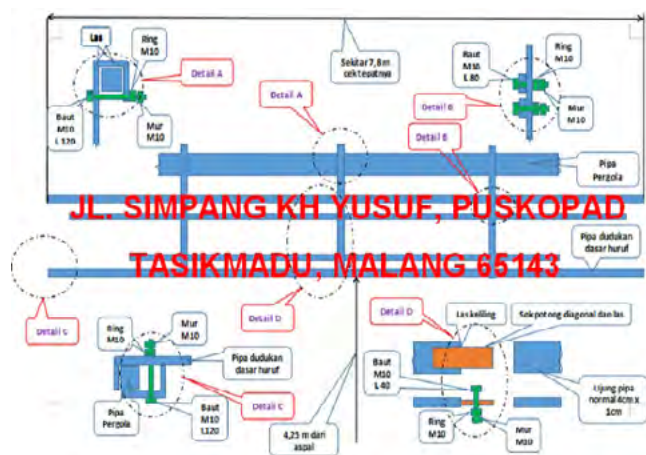 Las
Ring
M10
Detail A
Baut
M10
L 120
Mur
M10
Sekitar 7,8 m
cek tepatnya
Detail A
Baut
M10
L 80
Ring
M10
Detail B
Mur
M10
Detail B
Pipa
Pergola
JL. SIMPANG KH YUSUF, PUSKOPAD
TASIKMADU, MALANG 65143
Pipa dudukan
dasar huruf
Detail C
Detail D
Ring
M10
Mur
M10
Pipa dudukan
dasar huruf
Pipa
Pergola
Baut
M10
L120
Detail C
4,25 m dari
aspal
Detail D
Las keliling
Sok potong diagonal dan las
Baut
M10
L 40
Ring
M10
Mur
M10
Ujung pipa
normal 4cm x
1cm